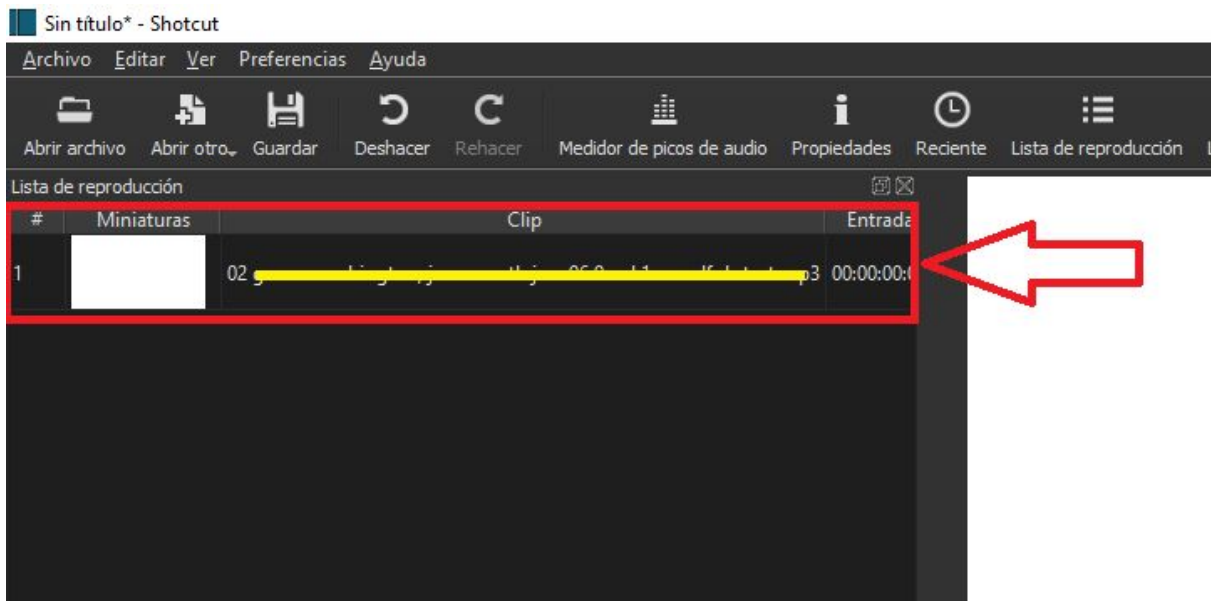 Sin título* - Shotcut
Archivo Editar Ver Preferencias Ayuda
Abrir archivo Abrir otro Guardar Deshacer Rehacer Medidor de picos de audio Propiedades Reciente Lista de reproducción
Lista de reproducción
# Miniaturas Clip Entrada
1 02 p3 00:00:00: